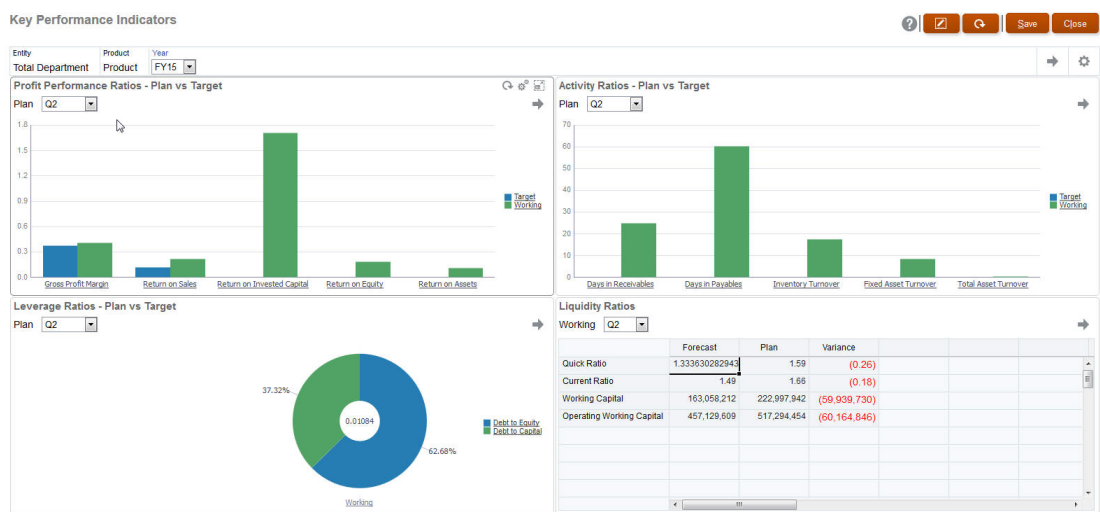 Key Performance Indicators
Save
Close
Entity Product Year
Total Department Product FY15
Profit Performance Ratios - Plan vs Target
Plan Q2
1.8
1.5
1.2
0.9
0.6
0.3
0.0
Gross Profit Margin Return on Sales Return on Invested Capital Return on Equity Return on Assets
Target
Working
Activity Ratios - Plan vs Target
Plan Q2
70
60
50
40
30
20
10
0
Days in Receivables Days in Payables Inventory Turnover Fixed Asset Turnover Total Asset Turnover
Target
Working
Leverage Ratios - Plan vs Target
Plan Q2
37.32%
0.01084
62.68%
Working
Debt to Equity
Debt to Capital
Liquidity Ratios
Working Q2
Forecast Plan Variance
Quick Ratio 1.333630282943 1.59 (0.26)
Current Ratio 1.49 1.66 (0.18)
Working Capital 163,058,212 222,997,942 (59,939,730)
Operating Working Capital 457,129,609 517,294,454 (60,164,846)